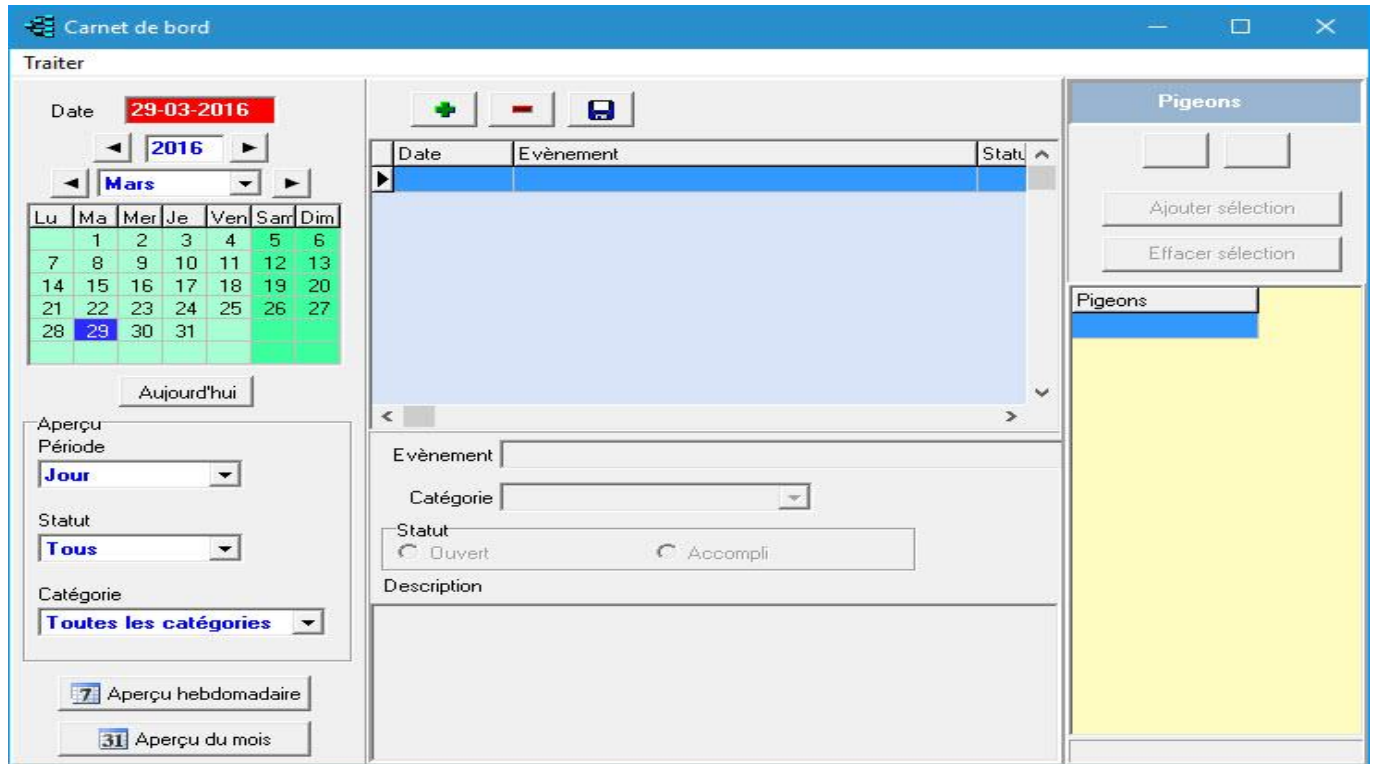 Carnet de bord
Traiter
Date 29-03-2016
2016
Mars
Lu Ma Mer Je Ven Sam Dim
1 2 3 4 5 6
7 8 9 10 11 12 13
14 15 16 17 18 19 20
21 22 23 24 25 26 27
28 29 30 31
Aujourd'hui
Aperçu
Période
Jour
Statut
Tous
Catégorie
Toutes les catégories
7 Aperçu hebdomadaire
31 Aperçu du mois
Date Evènement Statu
Evènement
Catégorie
Statut
Ouvert Accompli
Description
Pigeons
Ajouter sélection
Effacer sélection
Pigeons